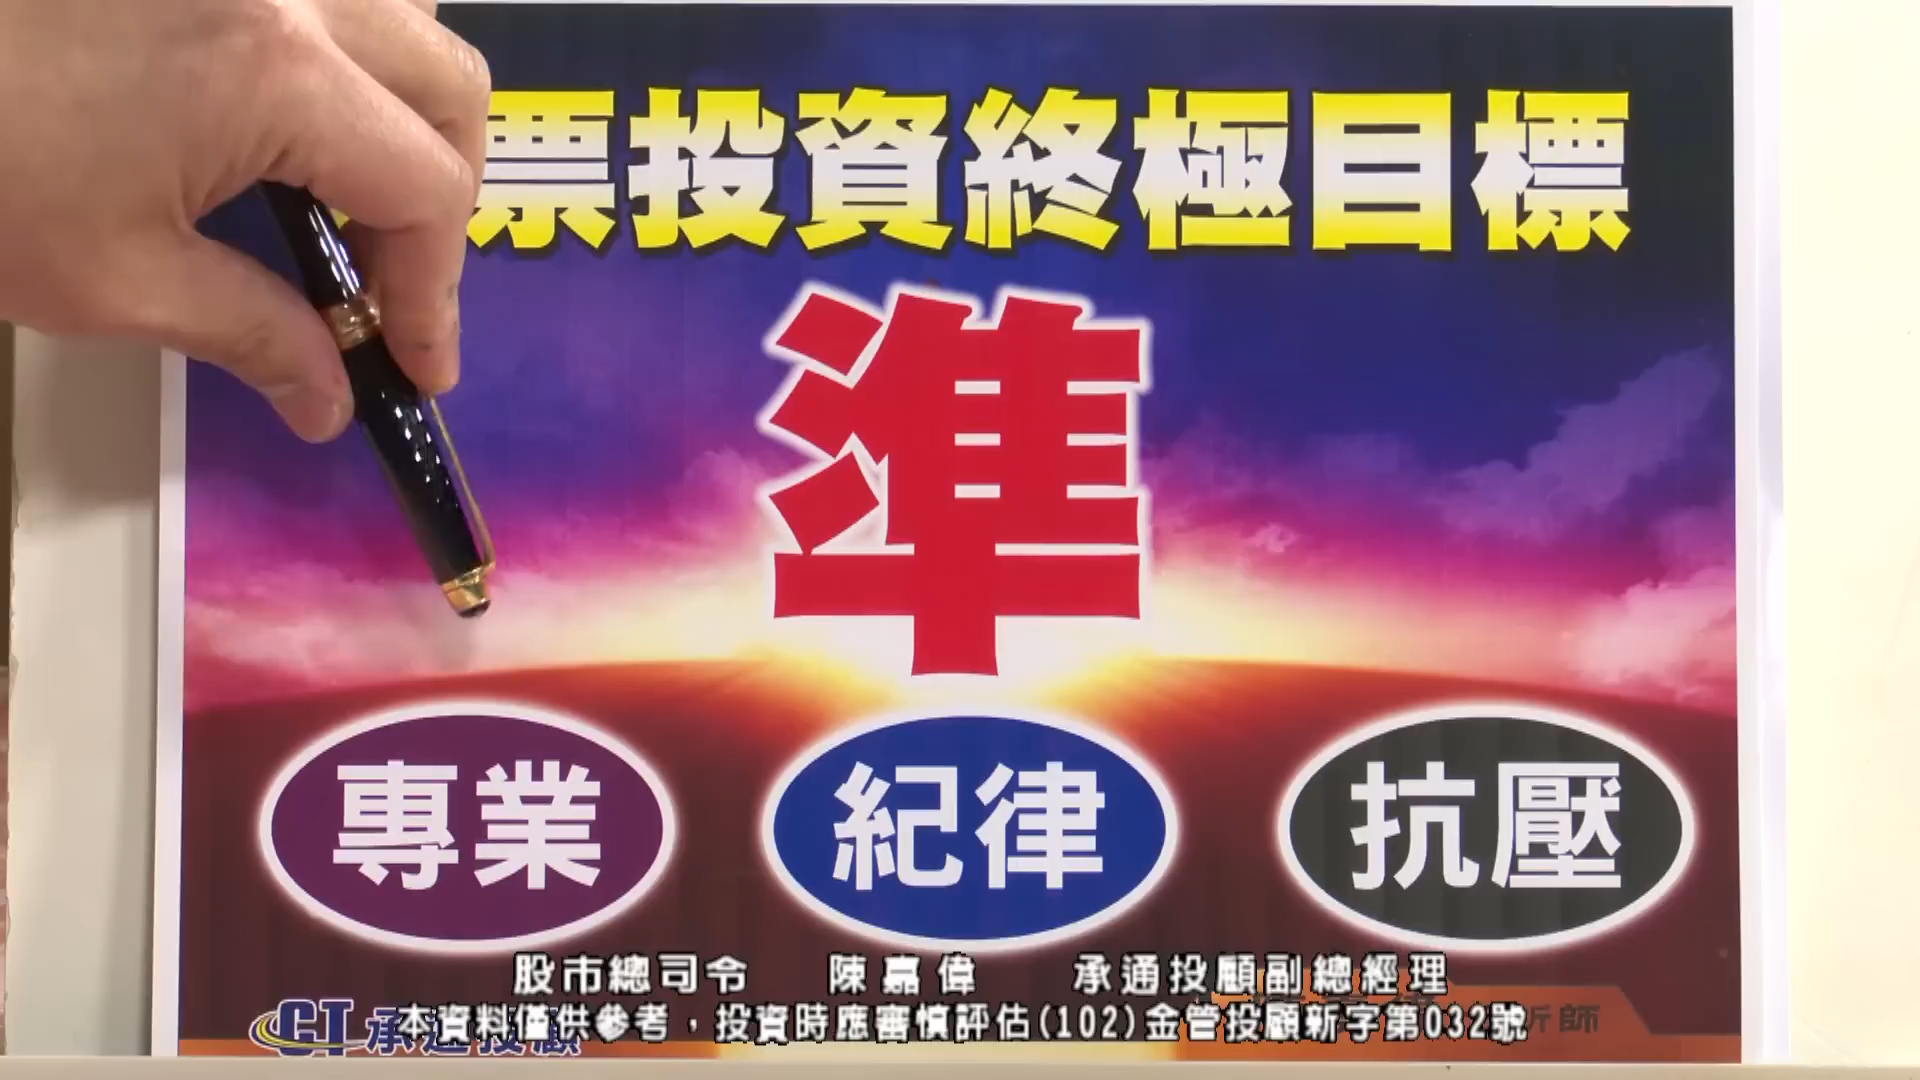 票投資終極目標
準
專業 紀律 抗壓
股市總司令 陳嘉偉 承通投顧副總經理
CT 承通投顧
本資料僅供參考,投資時應審慎評估(102)金管投顧新字第032號
析師